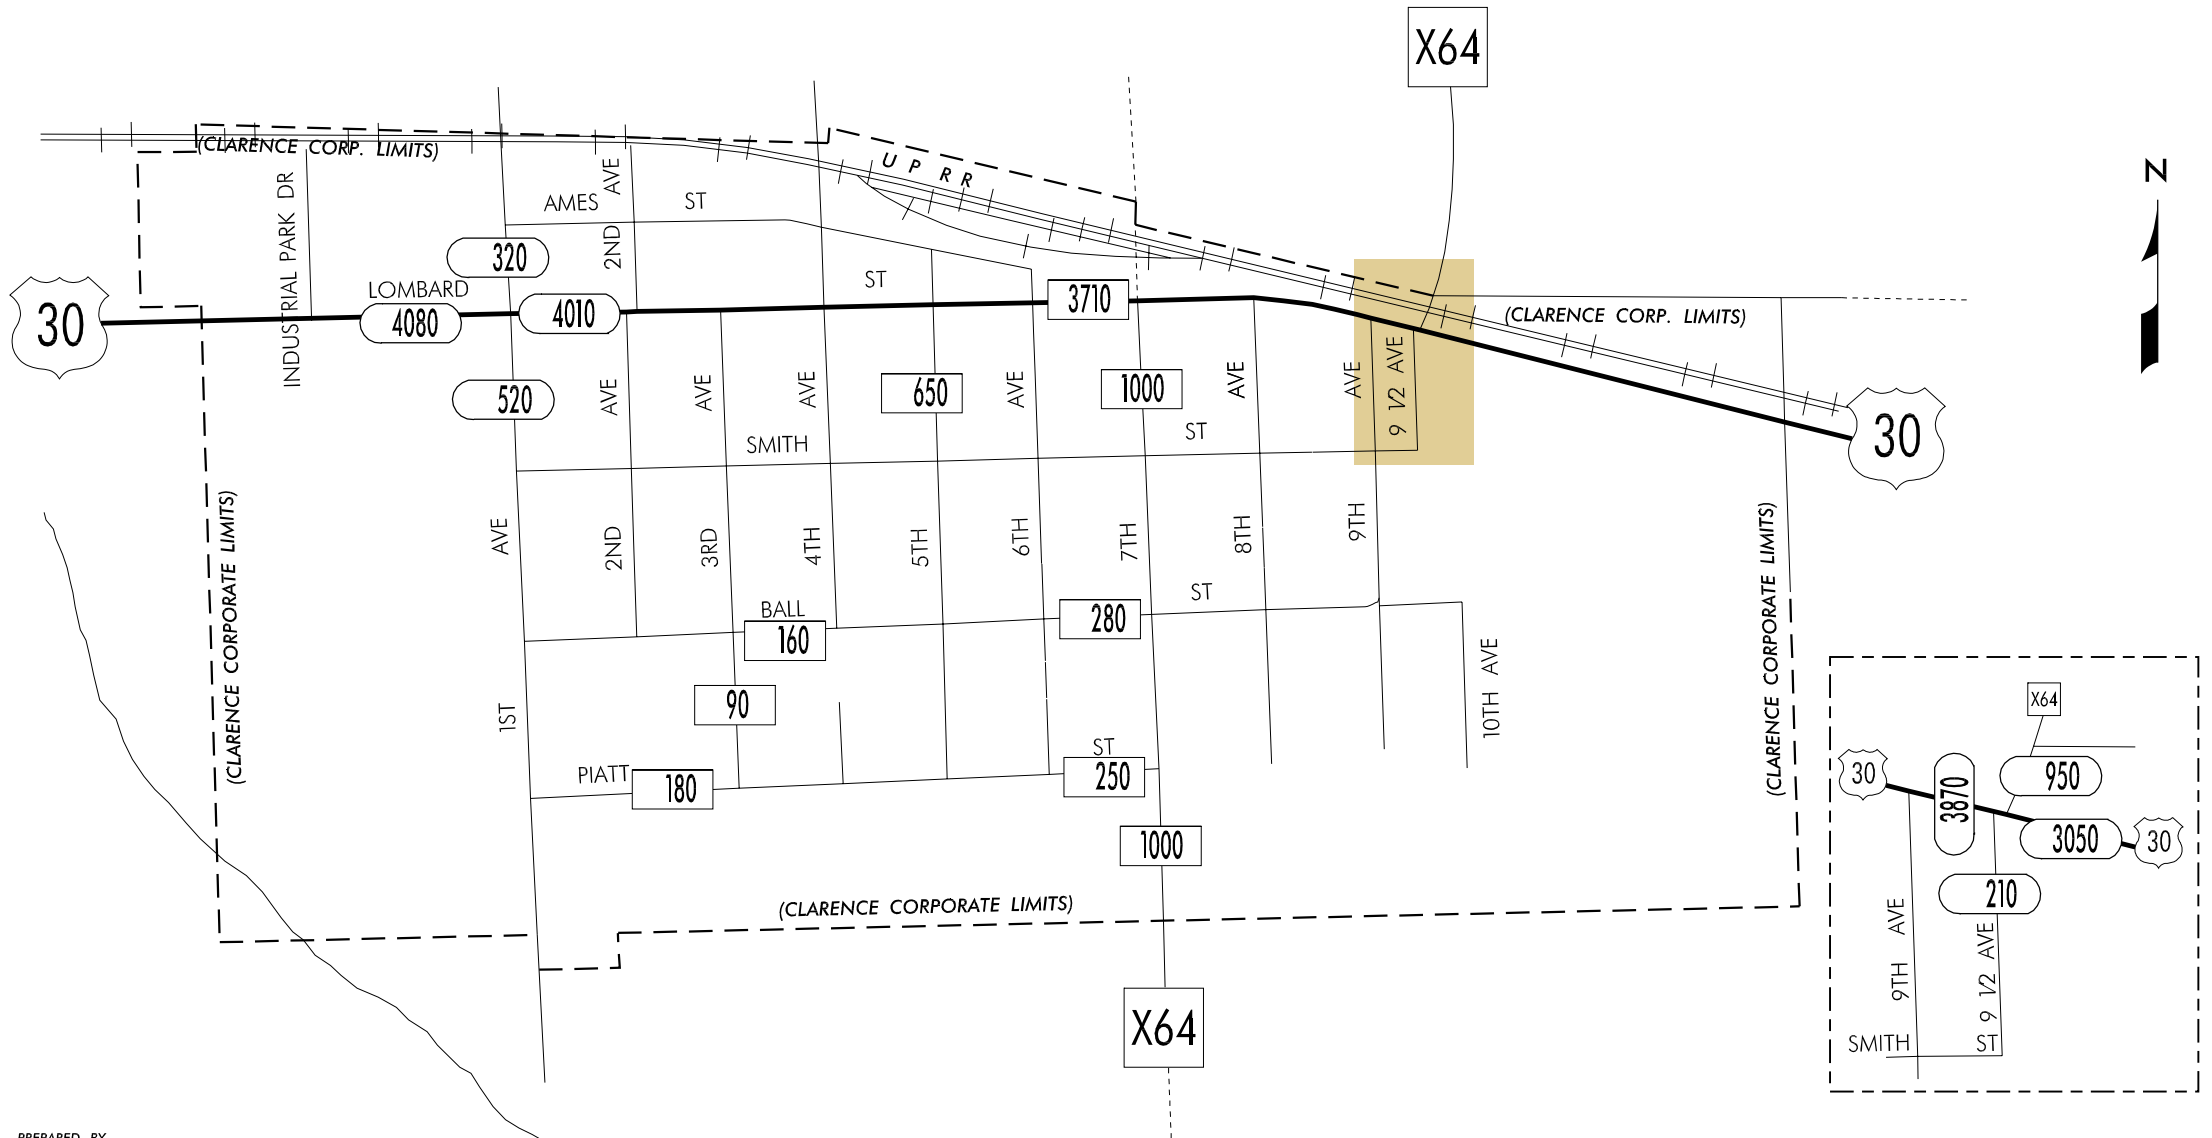 X64
(CLARENCE CORP. LIMITS)
U P R R
N
INDUSTRIAL PARK DR
AMES ST
2ND AVE
320
30
LOMBARD ST
4080
4010
3710
(CLARENCE CORP. LIMITS)
520
AVE
AVE
AVE
650
AVE
1000
AVE
AVE
9 1/2 AVE
30
SMITH ST
(CLARENCE CORPORATE LIMITS)
1ST AVE
2ND
3RD
4TH
5TH
6TH
7TH
8TH
9TH
(CLARENCE CORPORATE LIMITS)
BALL ST
160
280
90
10TH AVE
PIATT ST
180
250
1000
(CLARENCE CORPORATE LIMITS)
X64
X64
30
3870
950
3050
30
210
9TH AVE
9 1/2 AVE
SMITH ST
PREPARED BY